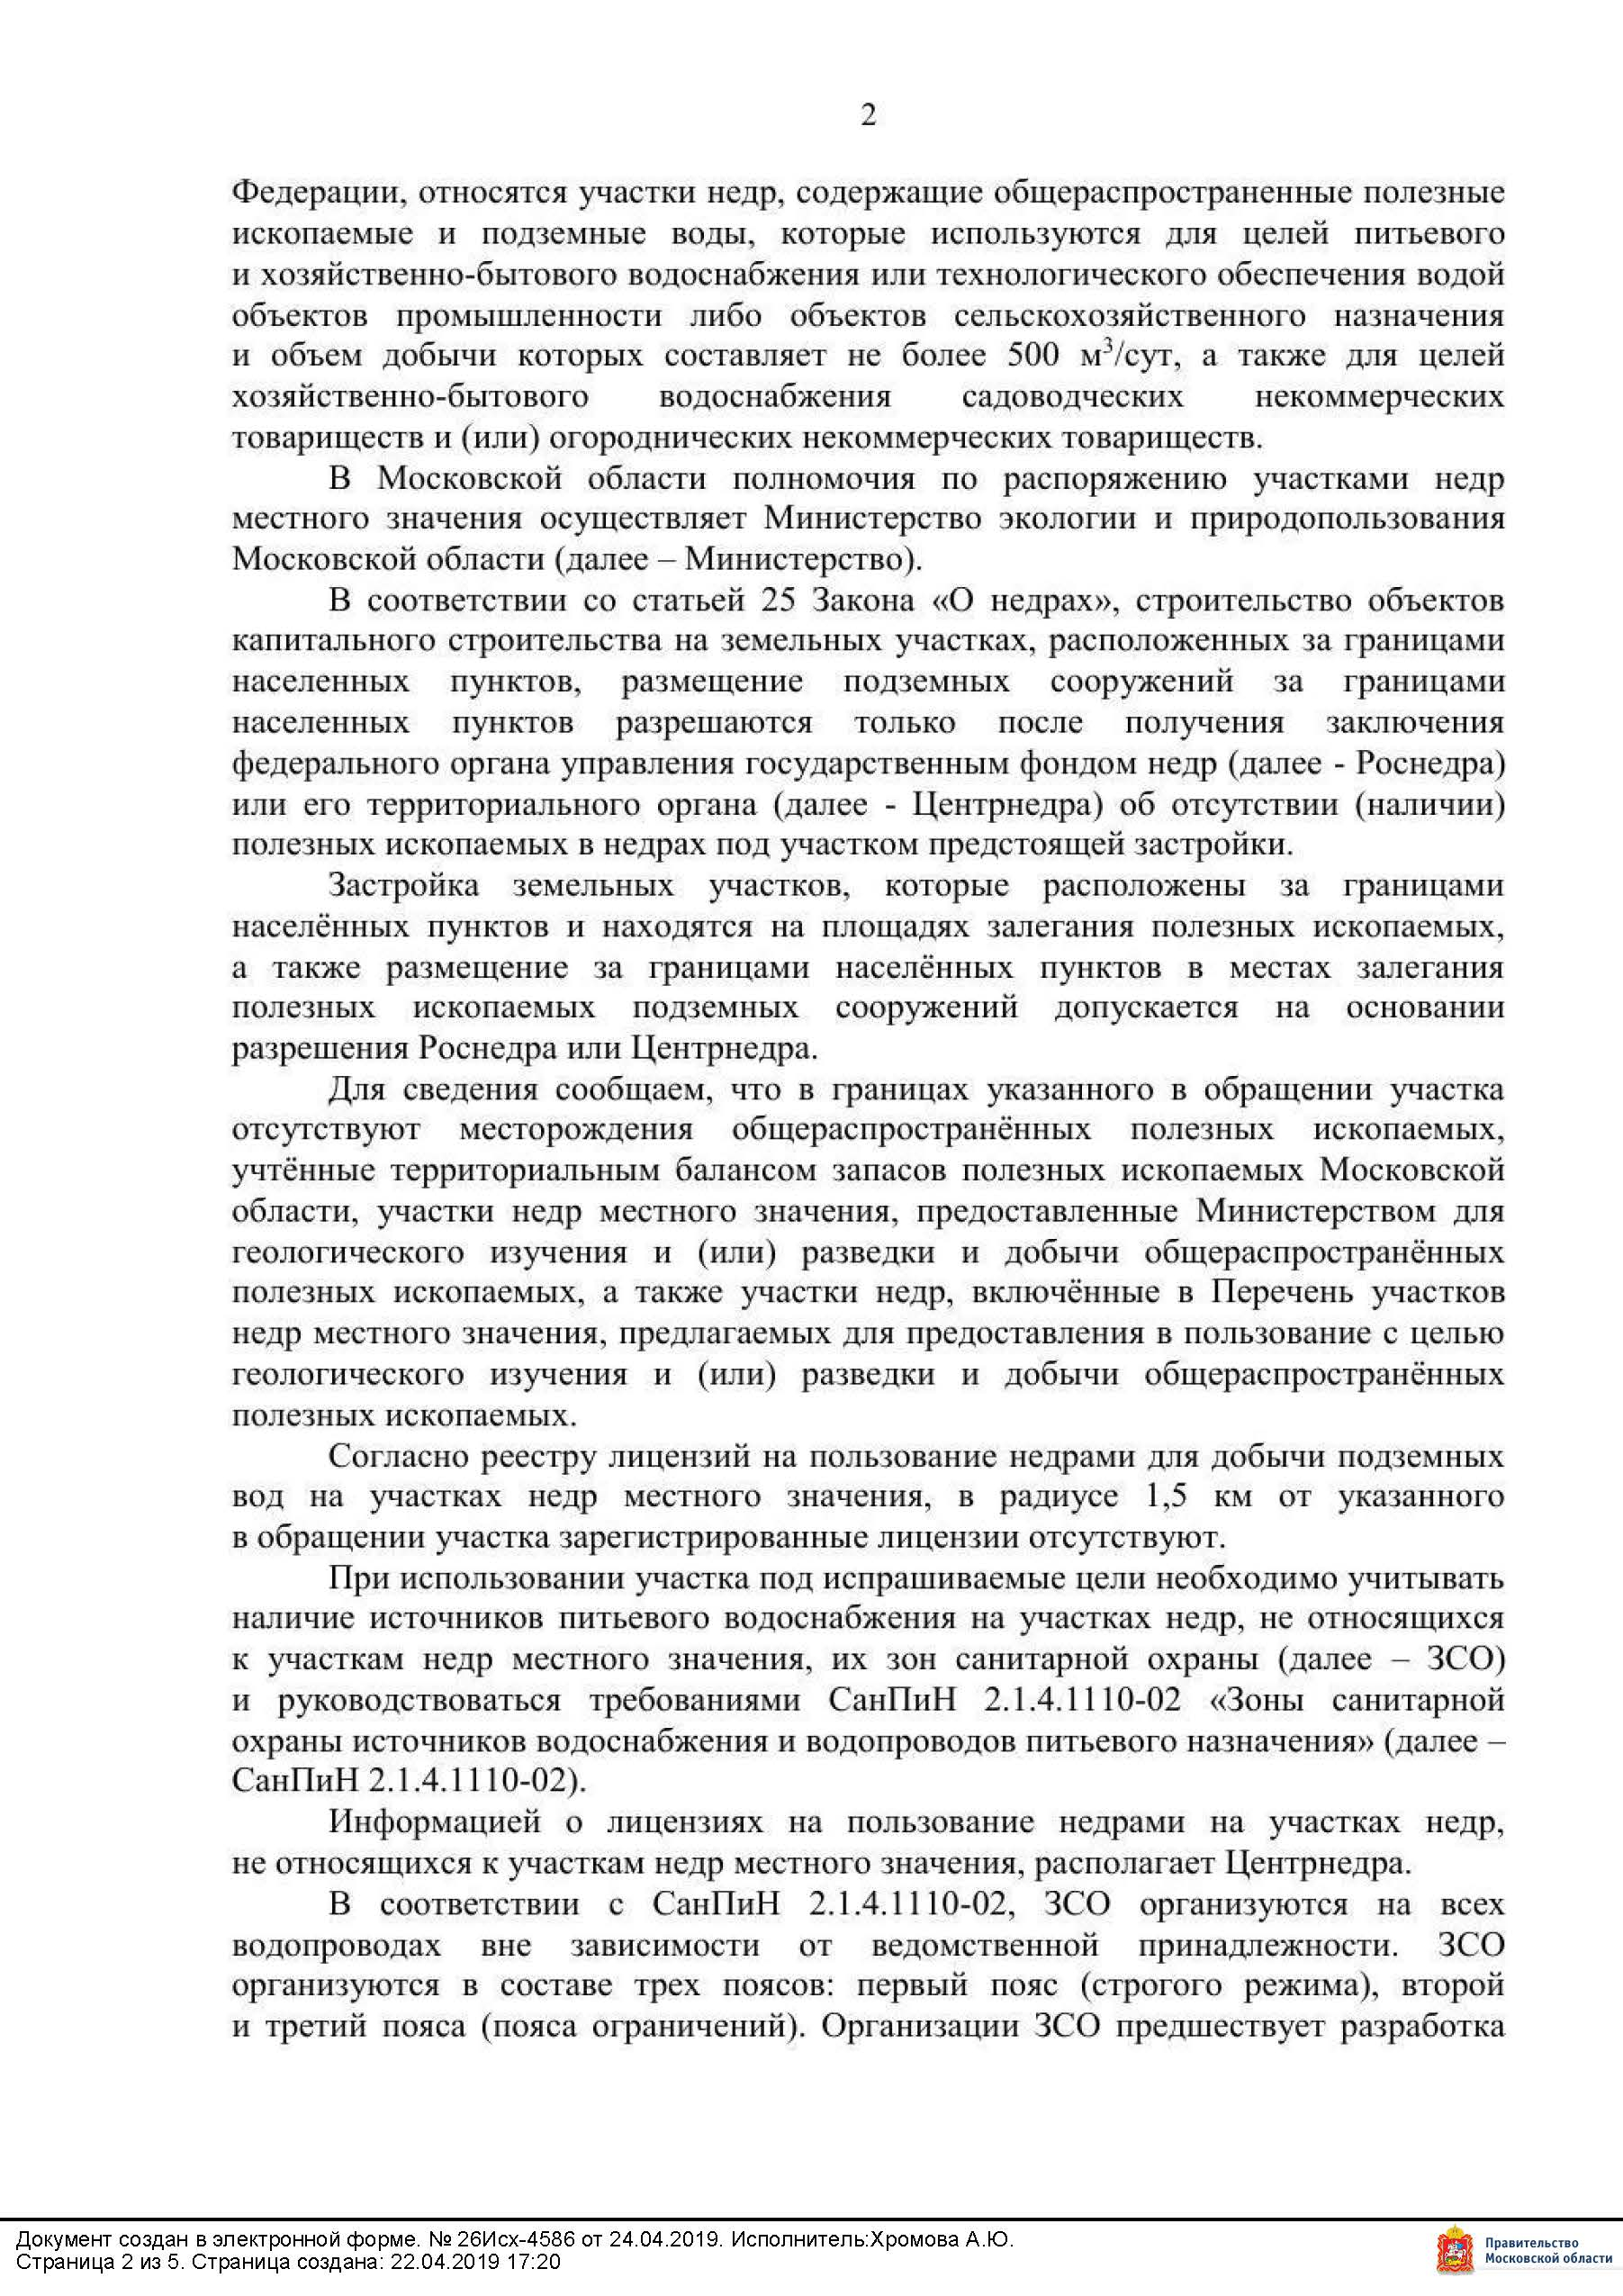 2
Федерации, относятся участки недр, содержащие общераспространенные полезные
ископаемые и подземные воды, которые используются для целей питьевого
и хозяйственно-бытового водоснабжения или технологического обеспечения водой
объектов промышленности либо объектов сельскохозяйственного назначения
и объем добычи которых составляет не более 500 м³/сут, а также для целей
хозяйственно-бытового водоснабжения садоводческих некоммерческих
товариществ и (или) огороднических некоммерческих товариществ.
В Московской области полномочия по распоряжению участками недр
местного значения осуществляет Министерство экологии и природопользования
Московской области (далее – Министерство).
В соответствии со статьей 25 Закона «О недрах», строительство объектов
капитального строительства на земельных участках, расположенных за границами
населенных пунктов, размещение подземных сооружений за границами
населенных пунктов разрешаются только после получения заключения
федерального органа управления государственным фондом недр (далее - Роснедра)
или его территориального органа (далее - Центрнедра) об отсутствии (наличии)
полезных ископаемых в недрах под участком предстоящей застройки.
Застройка земельных участков, которые расположены за границами
населённых пунктов и находятся на площадях залегания полезных ископаемых,
а также размещение за границами населённых пунктов в местах залегания
полезных ископаемых подземных сооружений допускается на основании
разрешения Роснедра или Центрнедра.
Для сведения сообщаем, что в границах указанного в обращении участка
отсутствуют месторождения общераспространённых полезных ископаемых,
учтённые территориальным балансом запасов полезных ископаемых Московской
области, участки недр местного значения, предоставленные Министерством для
геологического изучения и (или) разведки и добычи общераспространённых
полезных ископаемых, а также участки недр, включённые в Перечень участков
недр местного значения, предлагаемых для предоставления в пользование с целью
геологического изучения и (или) разведки и добычи общераспространённых
полезных ископаемых.
Согласно реестру лицензий на пользование недрами для добычи подземных
вод на участках недр местного значения, в радиусе 1,5 км от указанного
в обращении участка зарегистрированные лицензии отсутствуют.
При использовании участка под испрашиваемые цели необходимо учитывать
наличие источников питьевого водоснабжения на участках недр, не относящихся
к участкам недр местного значения, их зон санитарной охраны (далее – ЗСО)
и руководствоваться требованиями СанПиН 2.1.4.1110-02 «Зоны санитарной
охраны источников водоснабжения и водопроводов питьевого назначения» (далее –
СанПиН 2.1.4.1110-02).
Информацией о лицензиях на пользование недрами на участках недр,
не относящихся к участкам недр местного значения, располагает Центрнедра.
В соответствии с СанПиН 2.1.4.1110-02, ЗСО организуются на всех
водопроводах вне зависимости от ведомственной принадлежности. ЗСО
организуются в составе трех поясов: первый пояс (строгого режима), второй
и третий пояса (пояса ограничений). Организации ЗСО предшествует разработка
Документ создан в электронной форме. № 26Исх-4586 от 24.04.2019. Исполнитель:Хромова А.Ю.
Страница 2 из 5. Страница создана: 22.04.2019 17:20
Правительство
Московской области